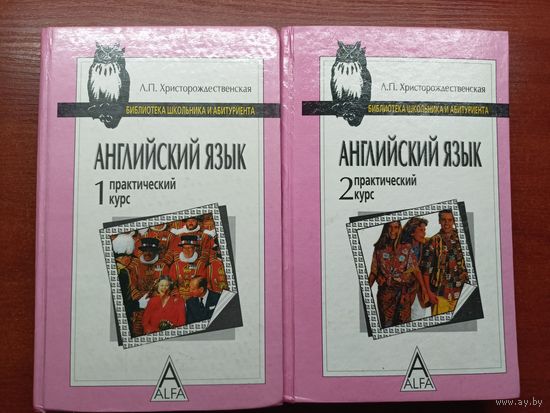 Л.П. Христорождественская
БИБЛИОТЕКА ШКОЛЬНИКА И АБИТУРИЕНТА
АНГЛИЙСКИЙ ЯЗЫК
1 практический
курс
A
ALFA
Л.П. Христорождественская
БИБЛИОТЕКА ШКОЛЬНИКА И АБИТУРИЕНТА
АНГЛИЙСКИЙ ЯЗЫК
2 практический
курс
A
ALFA
www.ay.by